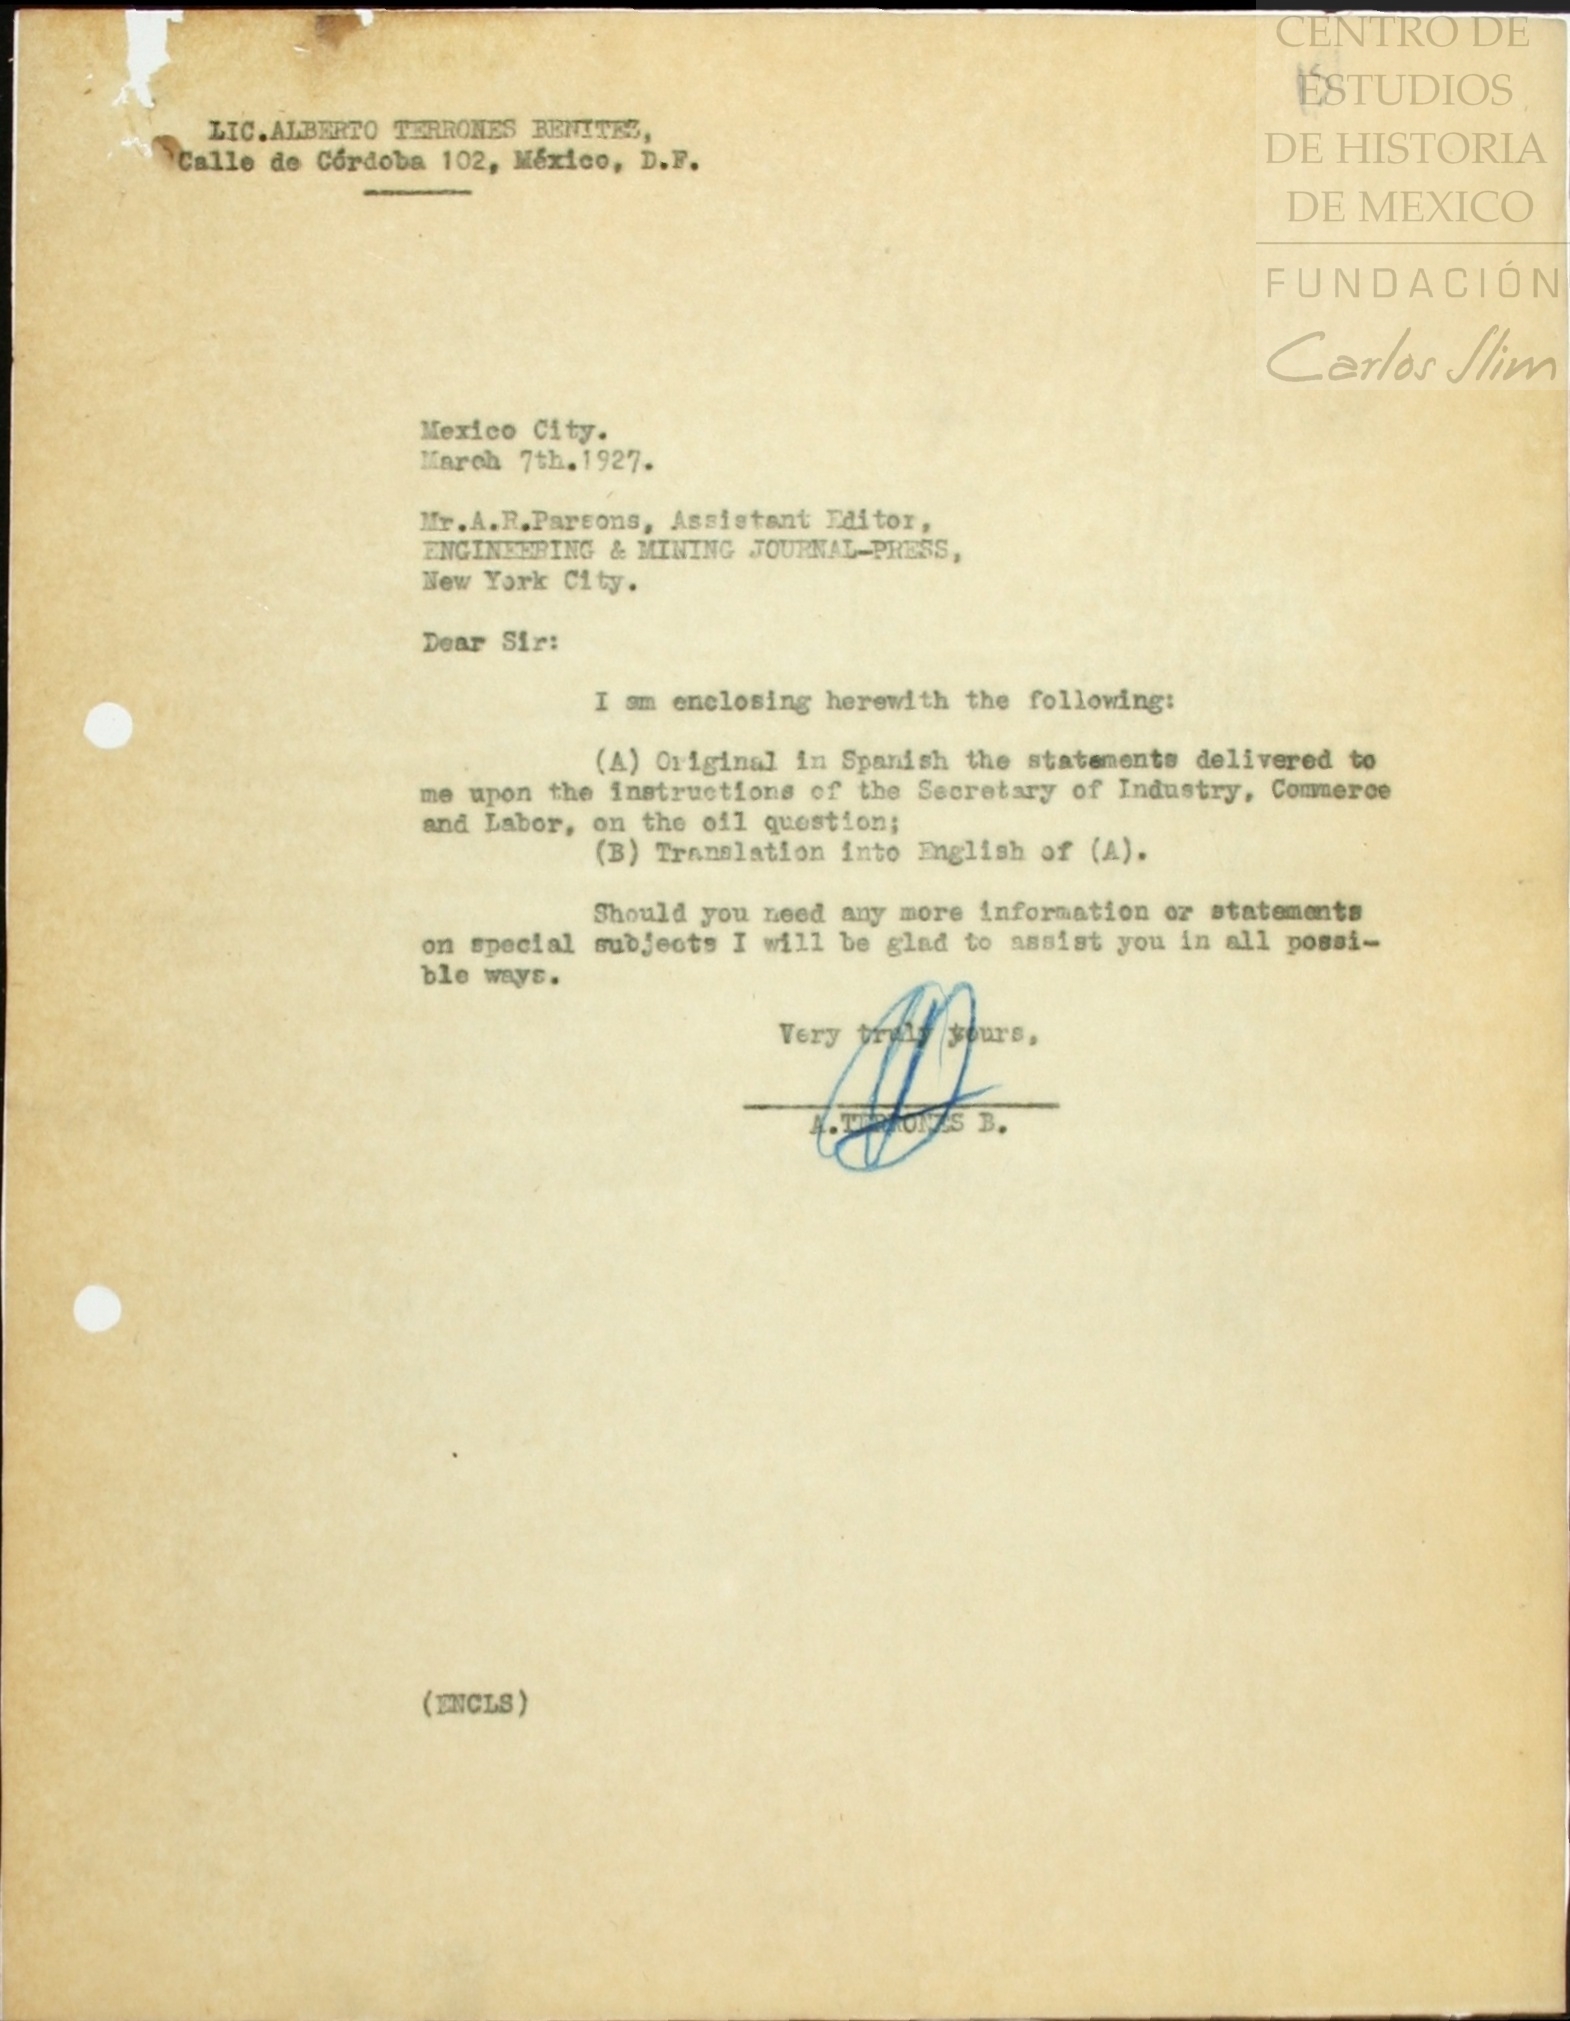 CENTRO DE
ESTUDIOS
DE HISTORIA
DE MEXICO
FUNDACIÓN
Carlos Slim
LIC.ALBERTO TERRONES BENITEZ,
Calle de Córdoba 102, México, D.F.
Mexico City.
March 7th.1927.
Mr.A.R.Parsons, Assistant Editor,
ENGINEERING & MINING JOURNAL-PRESS,
New York City.
Dear Sir:
I am enclosing herewith the following:
(A) Original in Spanish the statements delivered to
me upon the instructions of the Secretary of Industry, Commerce
and Labor, on the oil question;
(B) Translation into English of (A).
Should you need any more information or statements
on special subjects I will be glad to assist you in all possi-
ble ways.
Very truly yours,
A.TERRONES B.
(ENCLS)